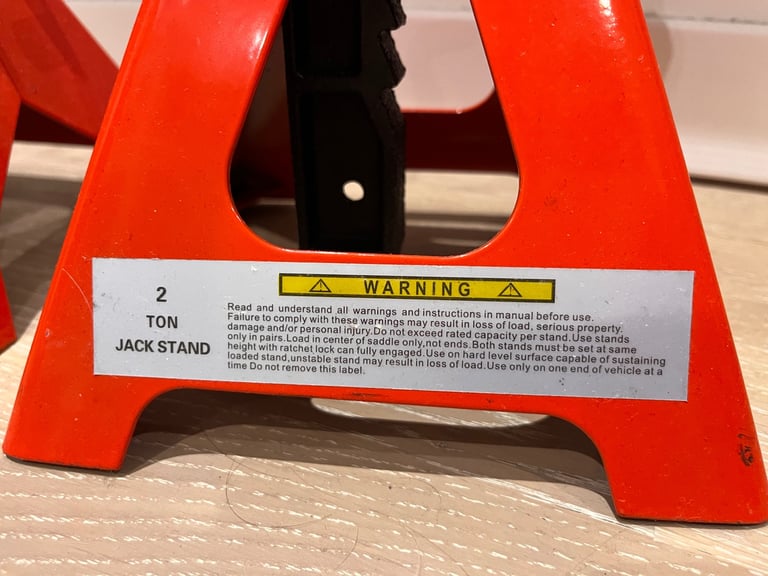 2
TON
JACK STAND
WARNING
Read and understand all warnings and instructions in manual before use.
Failure to comply with these warnings may result in loss of load, serious property.
damage and/or personal injury.Do not exceed rated capacity per stand.Use stands
only in pairs.Load in center of saddle only,not ends.Both stands must be set at same
height with ratchet lock can fully engaged.Use on hard level surface capable of sustaining
loaded stand,unstable stand may result in loss of load.Use only on one end of vehicle at a
time Do not remove this label.